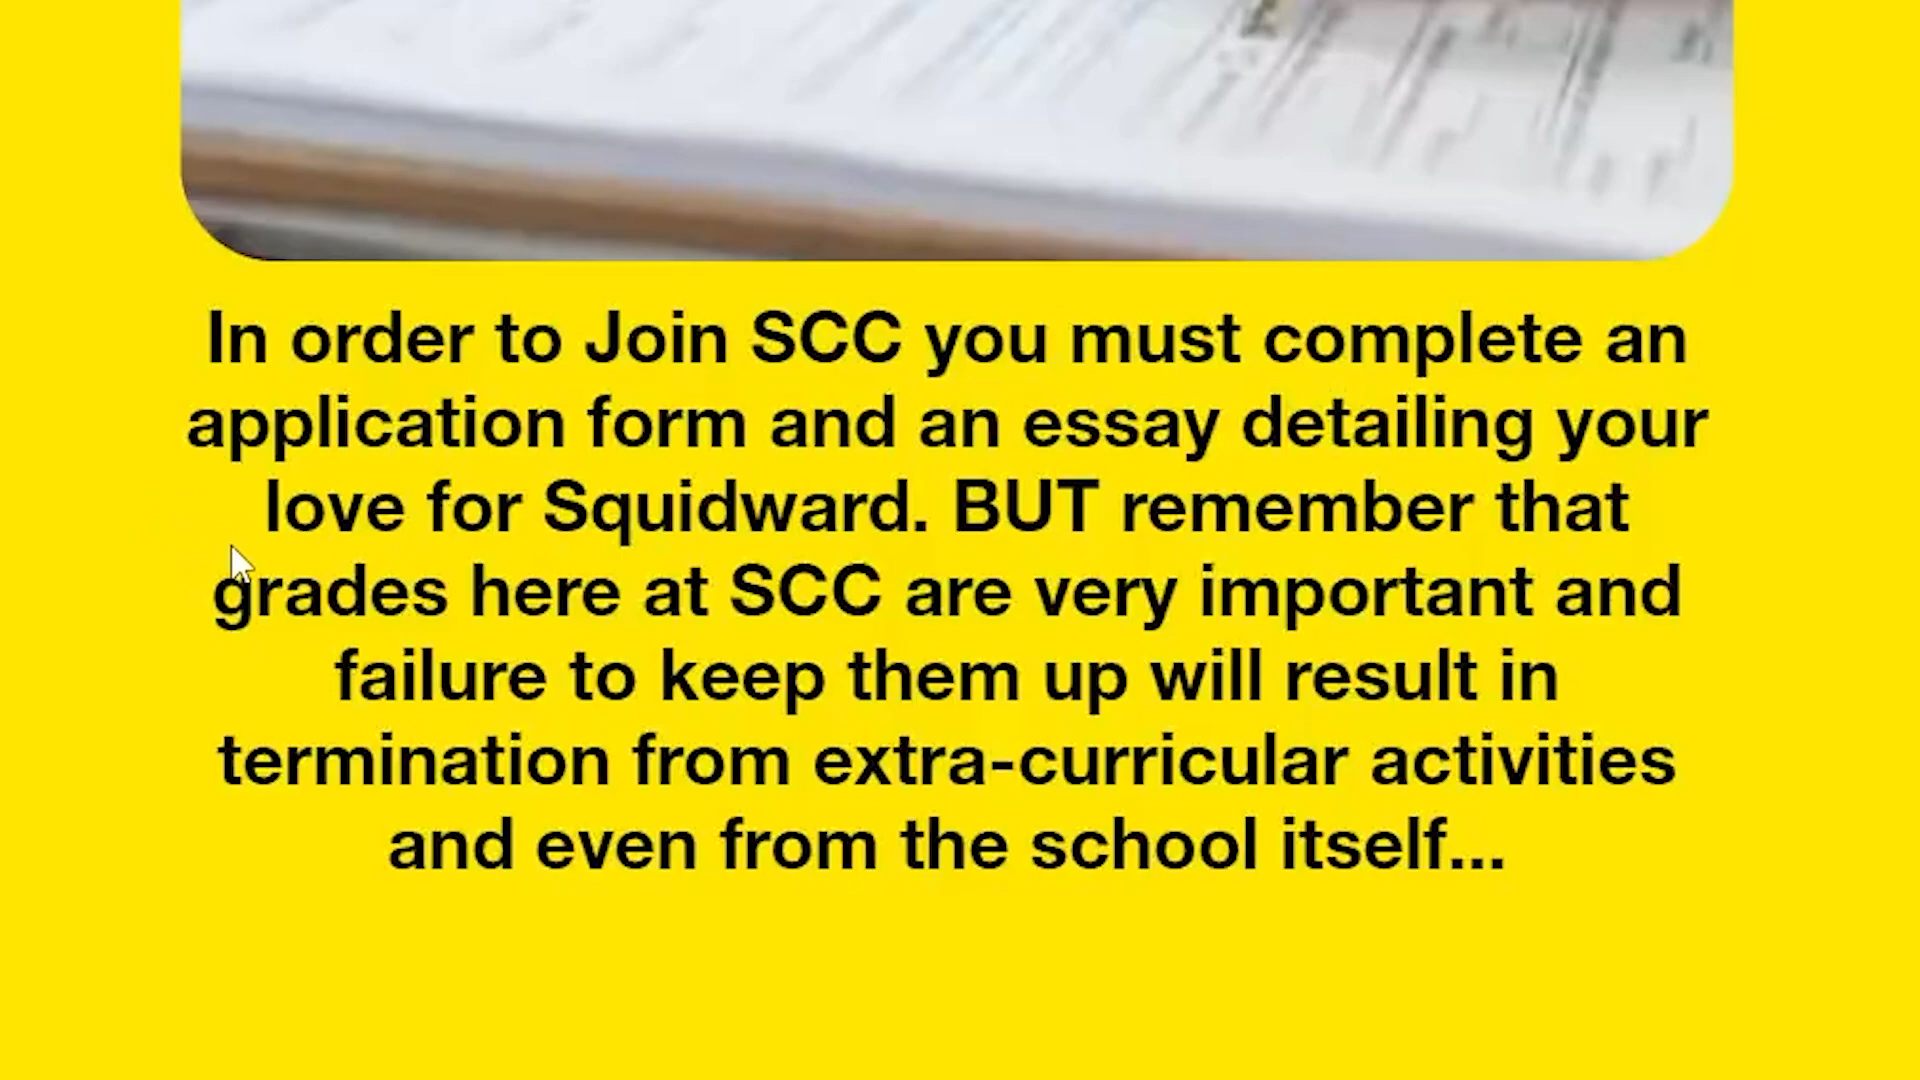 In order to Join SCC you must complete an
application form and an essay detailing your
love for Squidward. BUT remember that
grades here at SCC are very important and
failure to keep them up will result in
termination from extra-curricular activities
and even from the school itself...